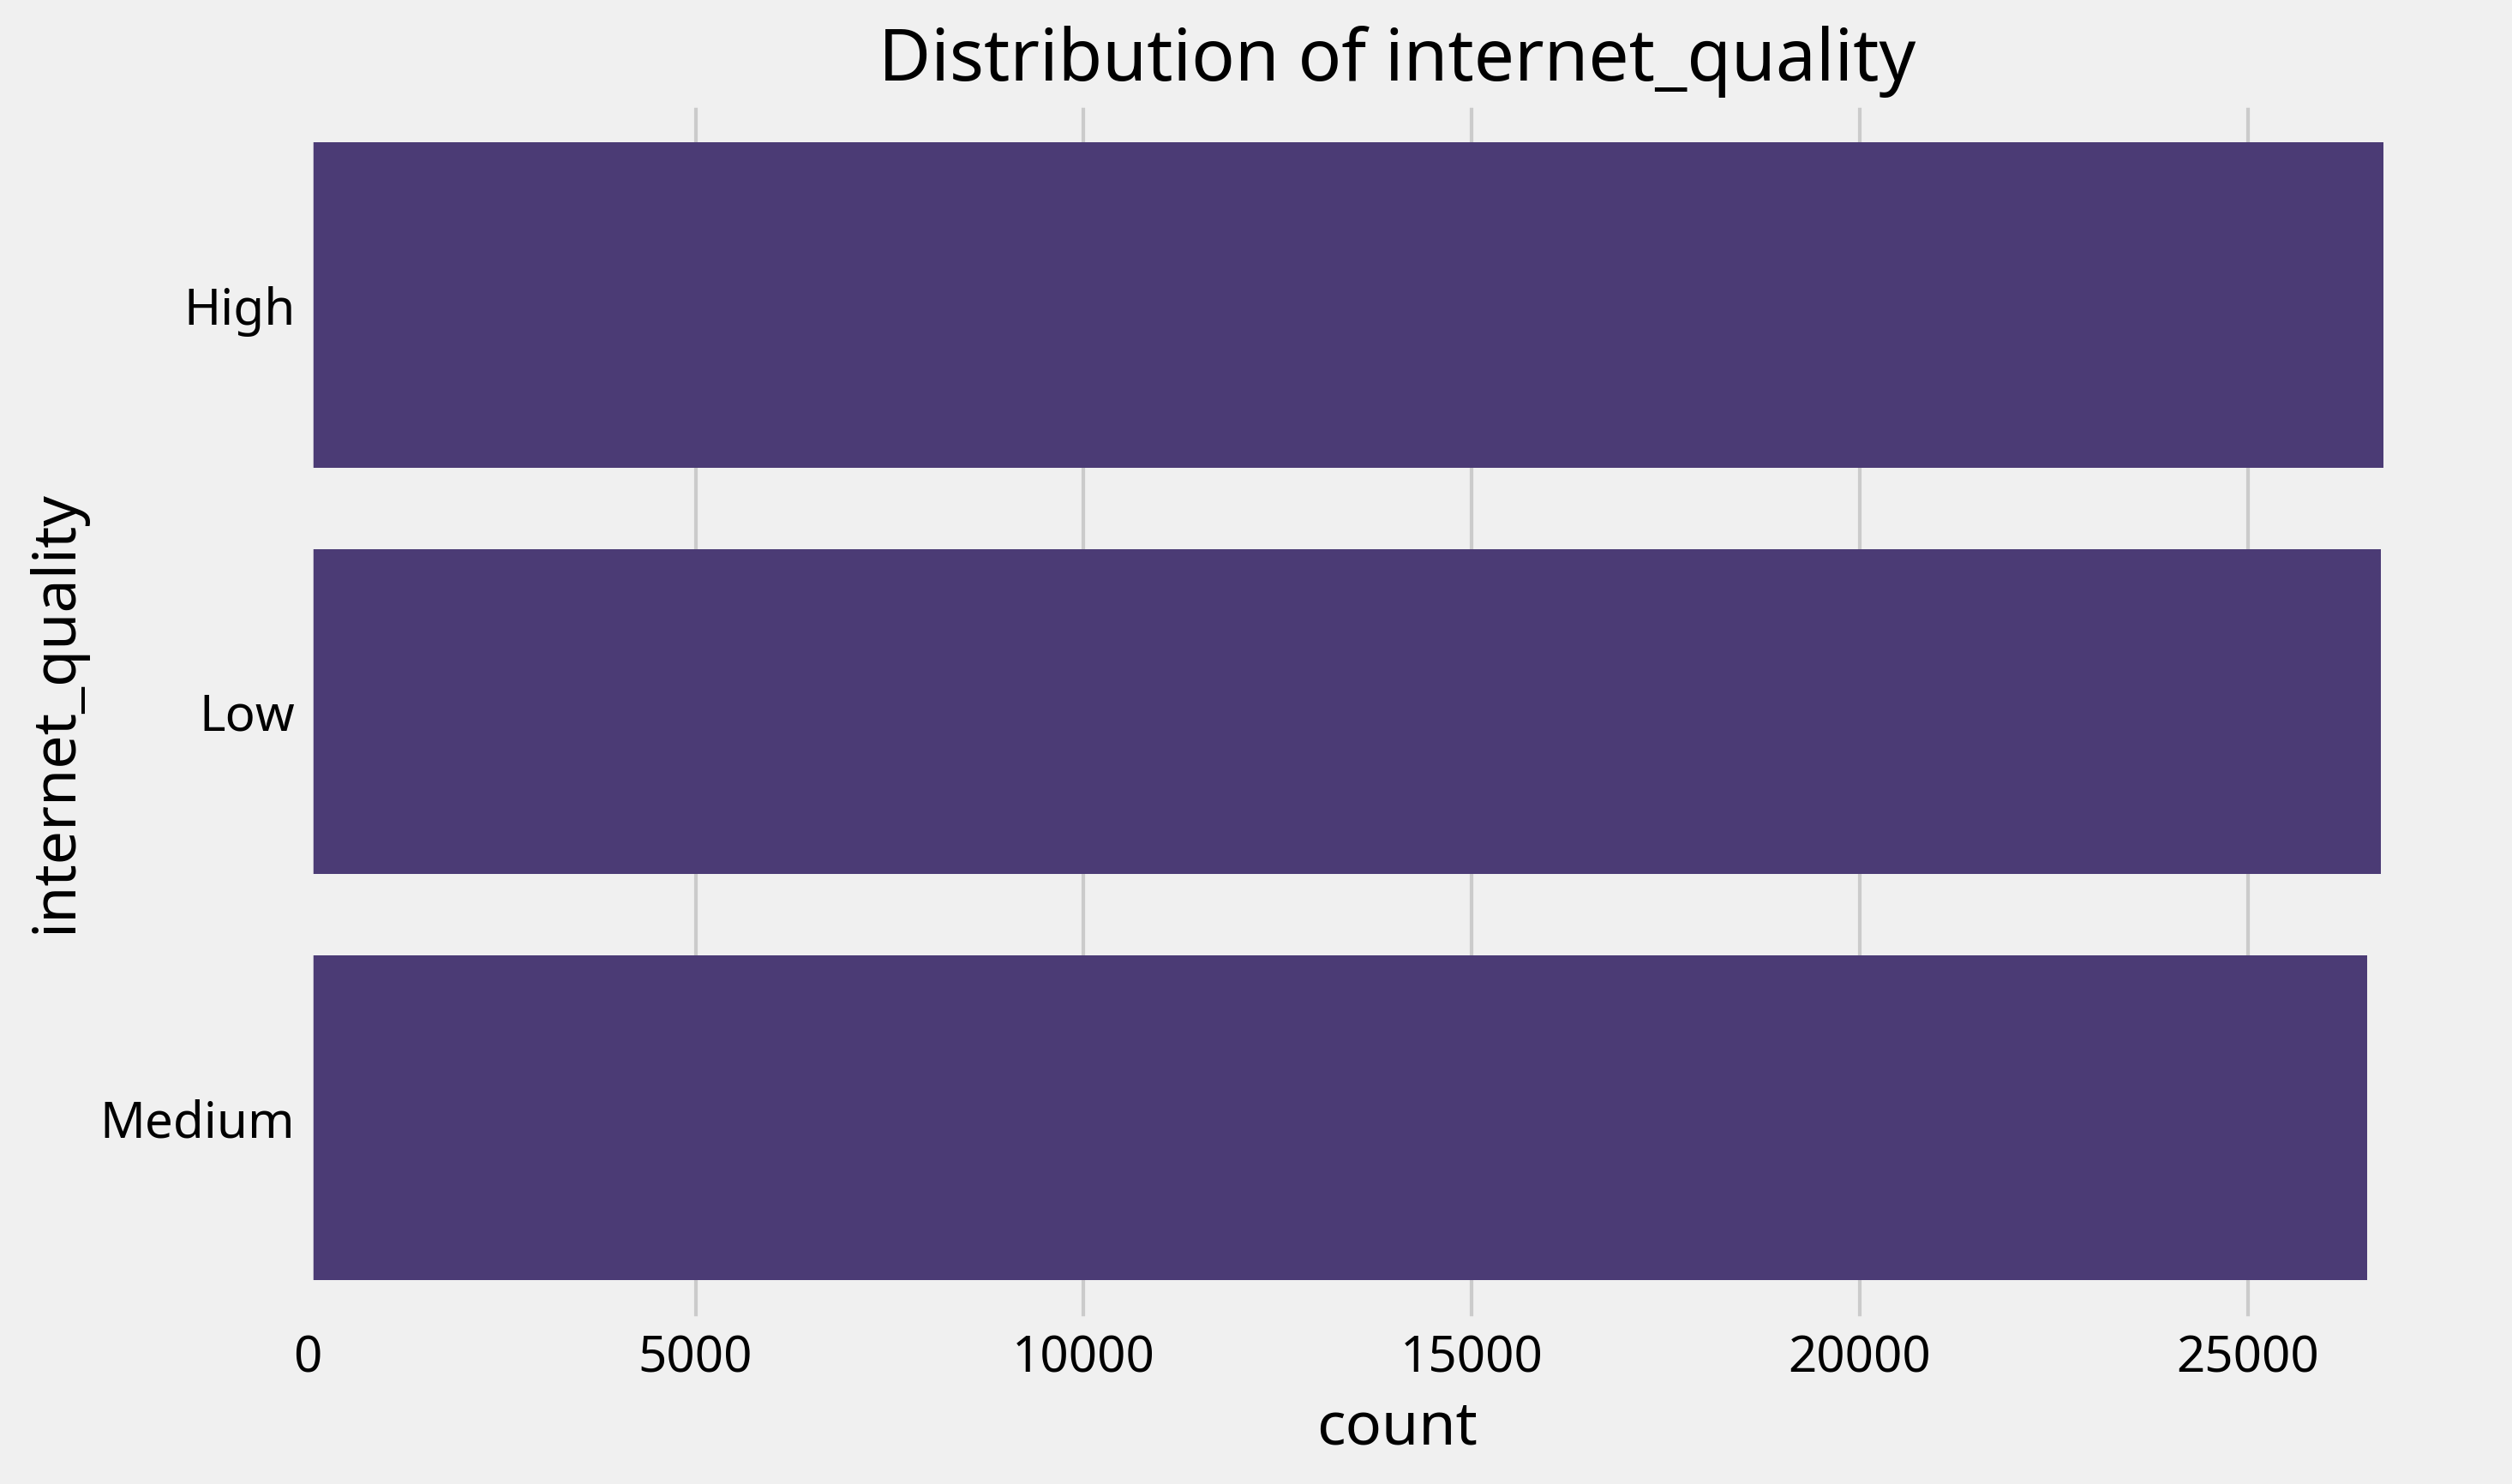 Distribution of internet_quality
internet_quality
High
Low
Medium
0 5000 10000 15000 20000 25000
count